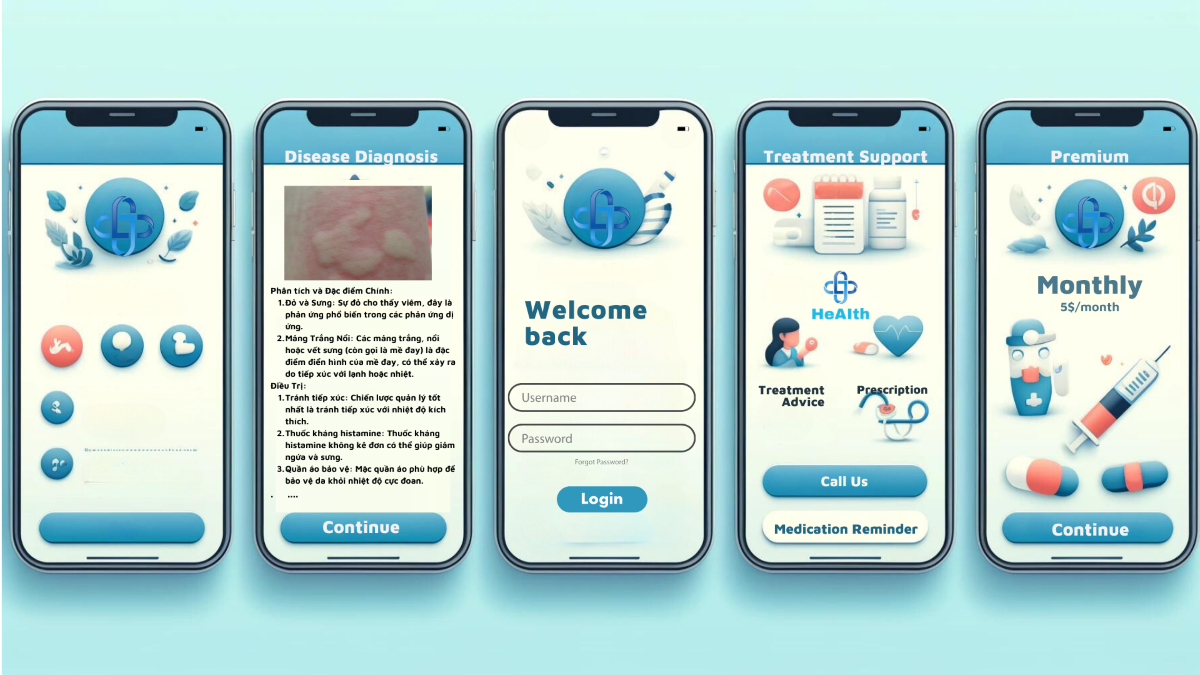 Disease Diagnosis
Phân tích và Đặc điểm Chính:
1.Đỏ và Sưng: Sự đỏ cho thấy viêm, đây là
phản ứng phổ biến trong các phản ứng dị
ứng.
2.Mảng Trắng Nổi: Các mảng trắng, nổi
hoặc vết sưng (còn gọi là mề đay) là đặc
điểm điển hình của mề đay, có thể xảy ra
do tiếp xúc với lạnh hoặc nhiệt.
Điều Trị:
1.Tránh tiếp xúc: Chiến lược quản lý tốt
nhất là tránh tiếp xúc với nhiệt độ kích
thích.
2.Thuốc kháng histamine: Thuốc kháng
histamine không kê đơn có thể giúp giảm
ngứa và sưng.
3.Quần áo bảo vệ: Mặc quần áo phù hợp để
bảo vệ da khỏi nhiệt độ cực đoan.
. ....
Continue
Welcome
back
Username
Password
Forgot Password?
Login
Treatment Support
HeAlth
Treatment
Advice
Prescription
Call Us
Medication Reminder
Premium
Monthly
5$/month
Continue